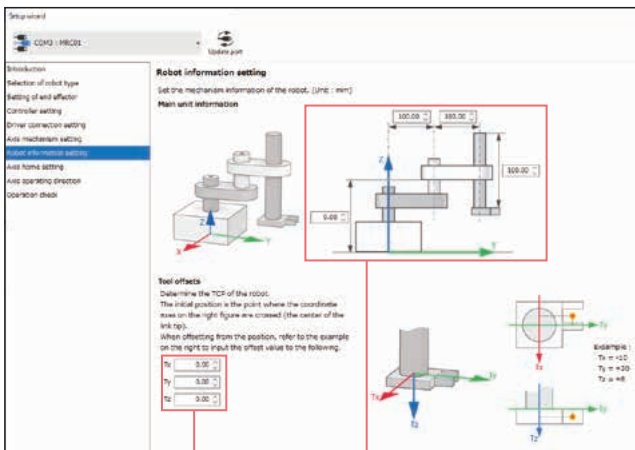 Setup wizard
COM3 : MRC01
Update port
Introduction
Selection of robot type
Setting of end effector
Controller setting
Driver connection setting
Axis mechanism setting
Robot information setting
Axis home setting
Axis operating direction
Operation check
Robot information setting
Set the mechanism information of the robot. (Unit : mm)
Main unit information
100.00
100.00
Z
100.00
0.00
Y
Z
X
Y
Tool offsets
Determine the TCP of the robot.
The initial position is the point where the coordinate
axes on the right figure are crossed (the center of the
link tip).
When offsetting from the position, refer to the example
on the right to input the offset value to the following.
Tx 0.00
Ty 0.00
Tz 0.00
Tx
Ty
Tz
Ty
Tx
Ty
Tz
Example :
Tx = -10
Ty = +30